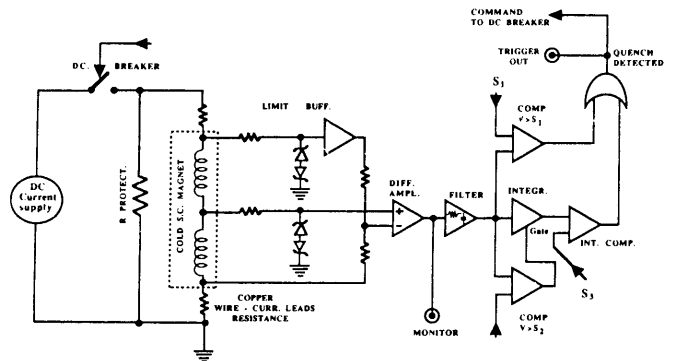 COMMAND
TO DC BREAKER
TRIGGER
OUT
QUENCH
DETECTED
DC. BREAKER
LIMIT BUFF.
S1
COMP
V>S1
DC
Current
supply
R PROTECT.
COLD S.C. MAGNET
DIFF.
AMPL.
+
−
FILTER
INTEGR.
Gate
INT. COMP.
S3
COPPER
WIRE - CURR. LEADS
RESISTANCE
MONITOR
COMP
V>S2